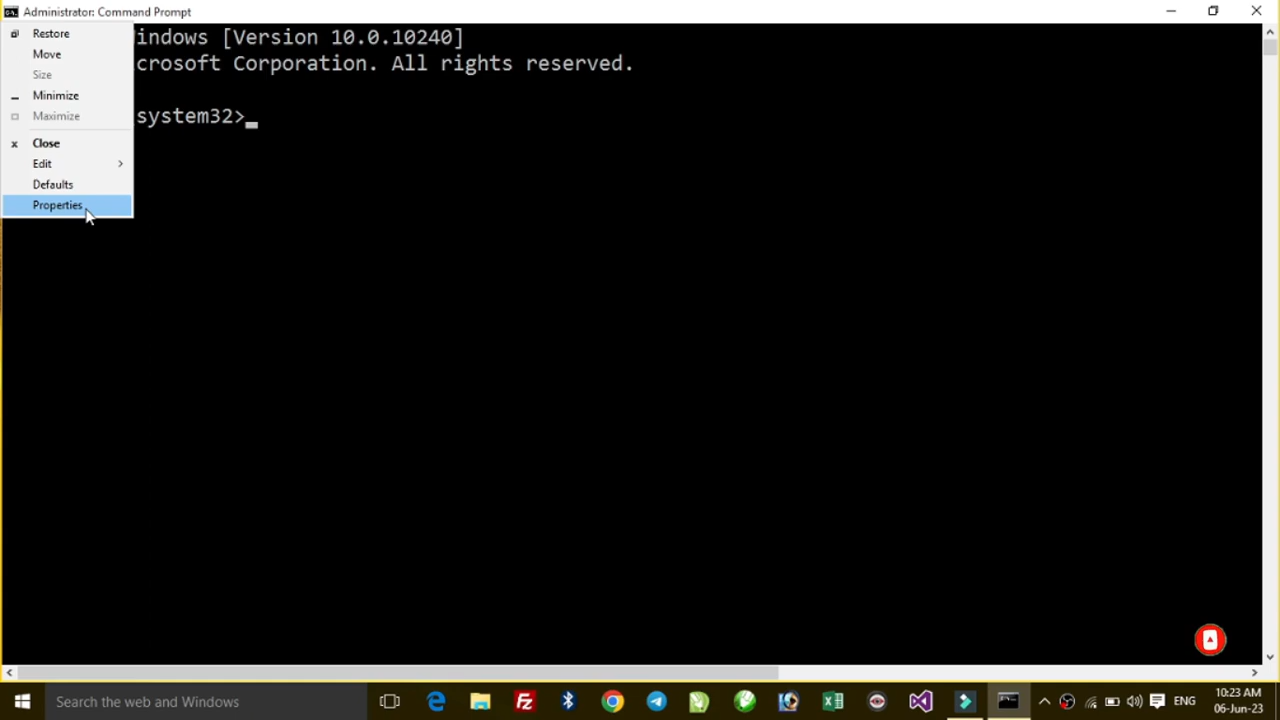 Administrator: Command Prompt
Restore
Move
Size
Minimize
Maximize
Close
Edit
Defaults
Properties
indows [Version 10.0.10240]
crosoft Corporation. All rights reserved.
system32>
Search the web and Windows
ENG
10:23 AM
06-Jun-23